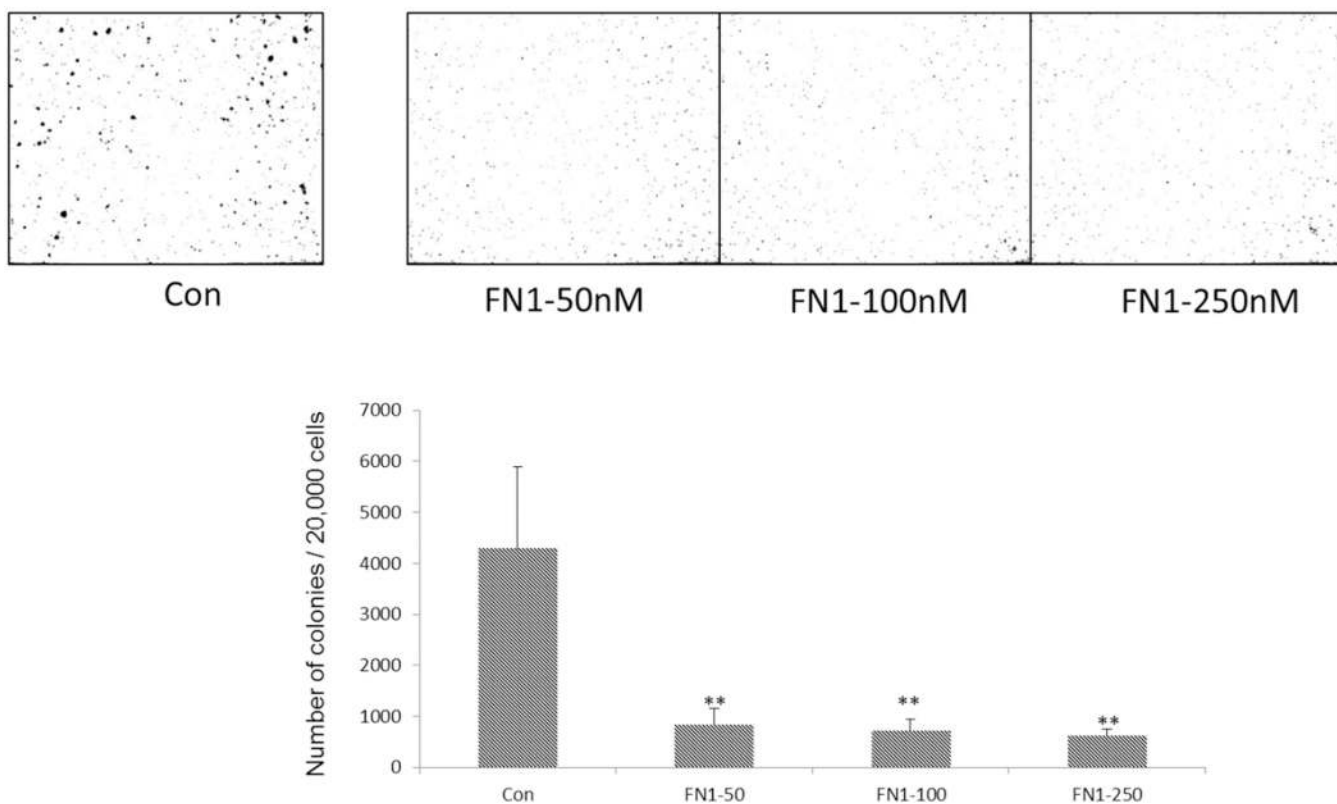 Con
FN1-50nM
FN1-100nM
FN1-250nM
Number of colonies / 20,000 cells
7000
6000
5000
4000
3000
2000
1000
0
**
**
**
Con
FN1-50
FN1-100
FN1-250